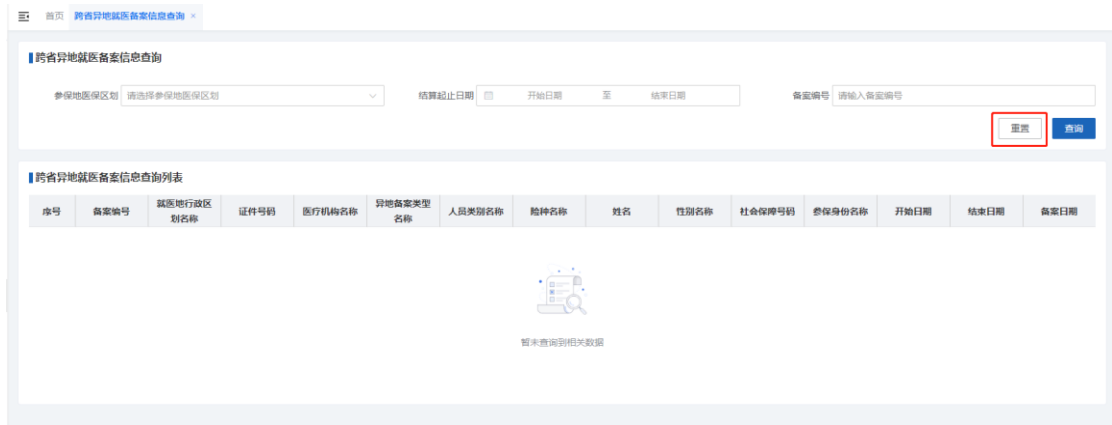 首页 跨省异地就医备案信息查询 ×
跨省异地就医备案信息查询
参保地医保区划 请选择参保地医保区划 结算起止日期 开始日期 至 结束日期 备案编号 请输入备案编号
重置 查询
跨省异地就医备案信息查询列表
序号 备案编号 就医地行政区划名称 证件号码 医疗机构名称 异地备案类型名称 人员类别名称 险种名称 姓名 性别名称 社会保障号码 参保身份名称 开始日期 结束日期 备案日期
暂未查询到相关数据